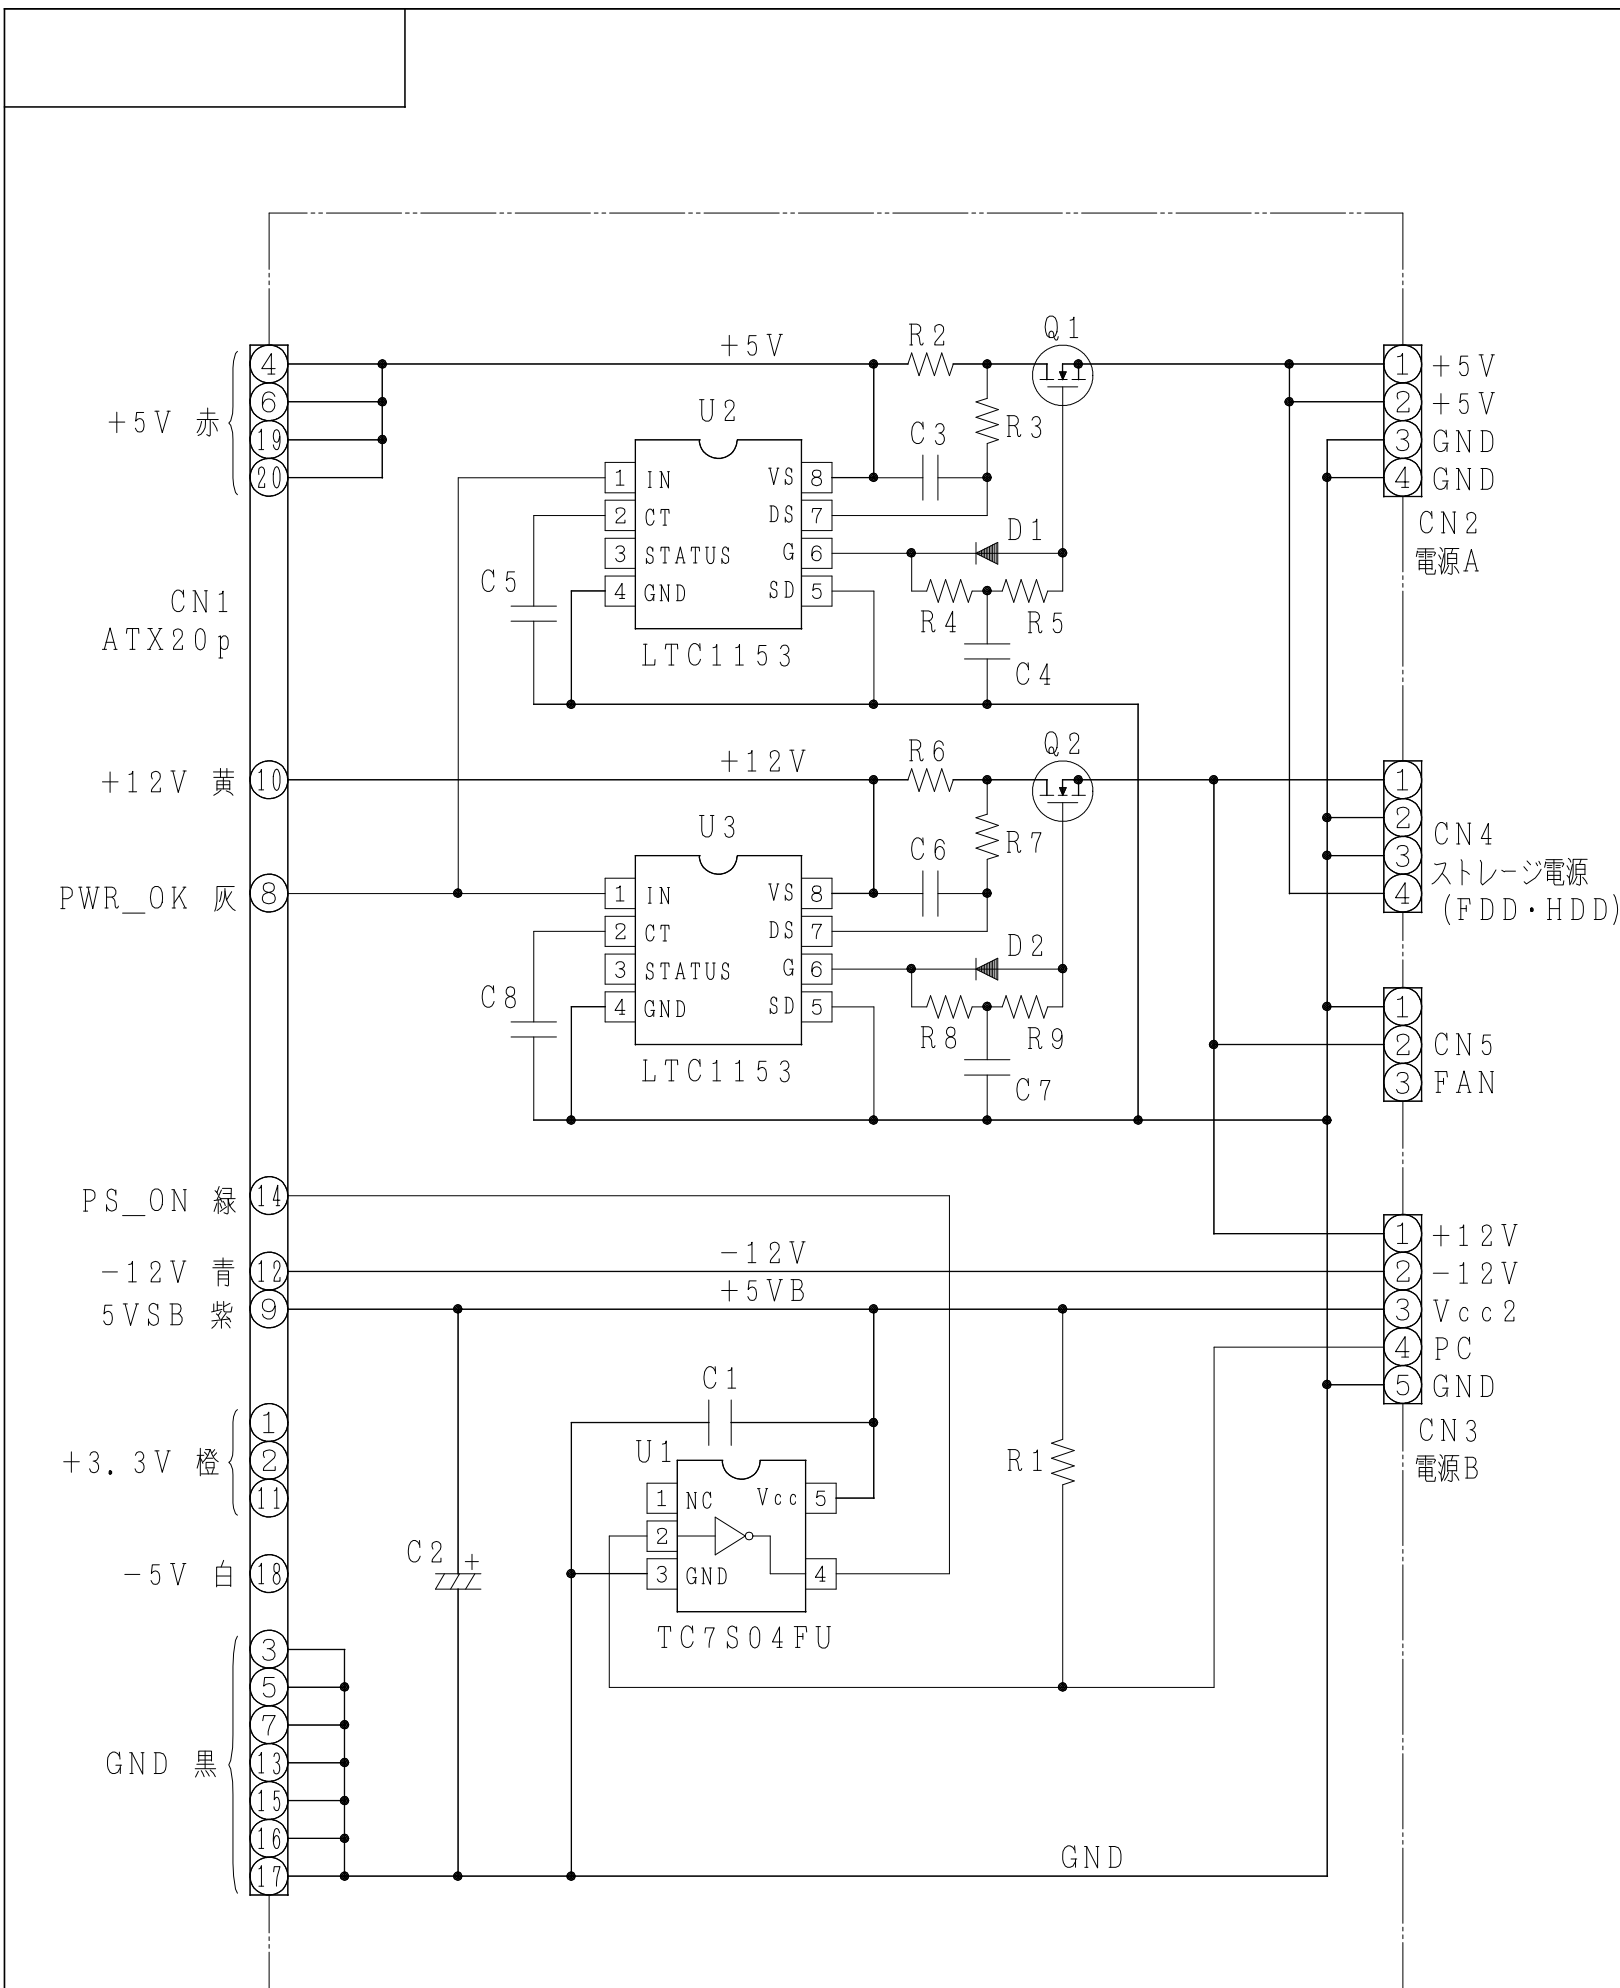 +5V
R2
Q1
4
6
19
20
+5V 赤
1 +5V
2 +5V
3 GND
4 GND
CN2
電源A
U2
C3
R3
1 IN
2 CT
3 STATUS
4 GND
VS 8
DS 7
G 6
SD 5
D1
R4
R5
C4
C5
LTC1153
CN1
ATX20p
+12V
R6
Q2
+12V 黄 10
U3
C6
R7
PWR_OK 灰 8
1 IN
2 CT
3 STATUS
4 GND
VS 8
DS 7
G 6
SD 5
D2
R8
R9
C7
C8
LTC1153
1
2
3
4
CN4
ストレージ電源
(FDD・HDD)
1
2
3
CN5
FAN
PS_ON 緑 14
-12V
-12V 青 12
+5VB
5VSB 紫 9
1 +12V
2 -12V
3 Vcc2
4 PC
5 GND
CN3
電源B
C1
U1
R1
1
2
11
+3.3V 橙
1 NC
2
3 GND
Vcc 5
4
TC7S04FU
C2 +
-5V 白 18
3
5
7
13
15
16
17
GND 黒
GND